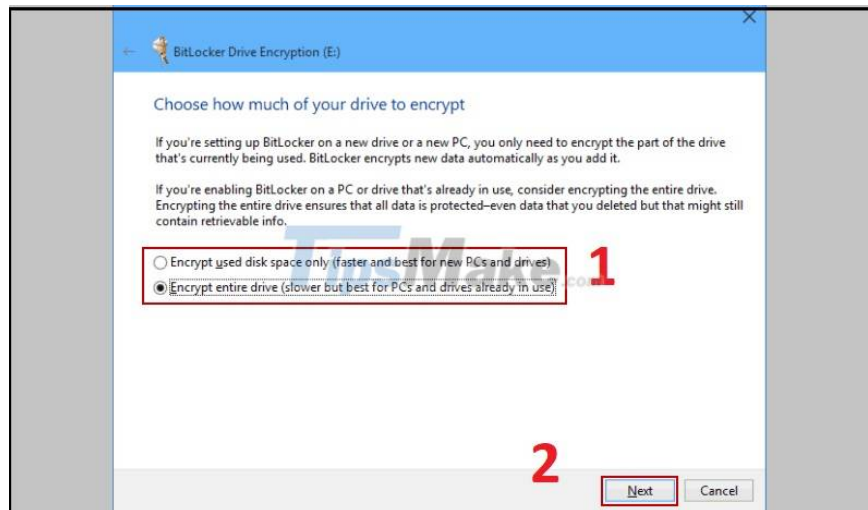 BitLocker Drive Encryption (E:)
Choose how much of your drive to encrypt
If you're setting up BitLocker on a new drive or a new PC, you only need to encrypt the part of the drive
that's currently being used. BitLocker encrypts new data automatically as you add it.
If you're enabling BitLocker on a PC or drive that's already in use, consider encrypting the entire drive.
Encrypting the entire drive ensures that all data is protected–even data that you deleted but that might still
contain retrievable info.
TipsMake.com
Encrypt used disk space only (faster and best for new PCs and drives)
1
Encrypt entire drive (slower but best for PCs and drives already in use)
2
Next Cancel